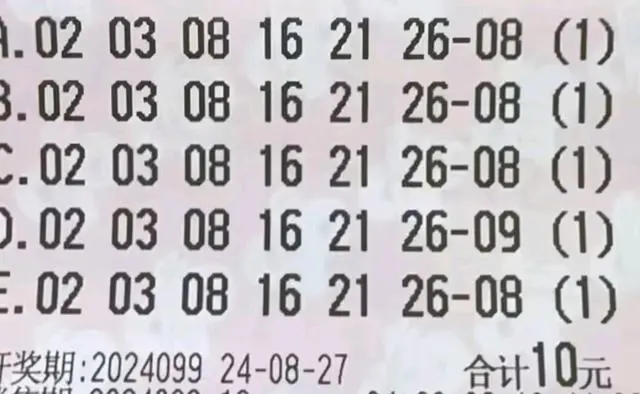 A.02 03 08 16 21 26-08 (1)
B.02 03 08 16 21 26-08 (1)
C.02 03 08 16 21 26-08 (1)
D.02 03 08 16 21 26-09 (1)
E.02 03 08 16 21 26-08 (1)
开奖期:2024099 24-08-27 合计10元